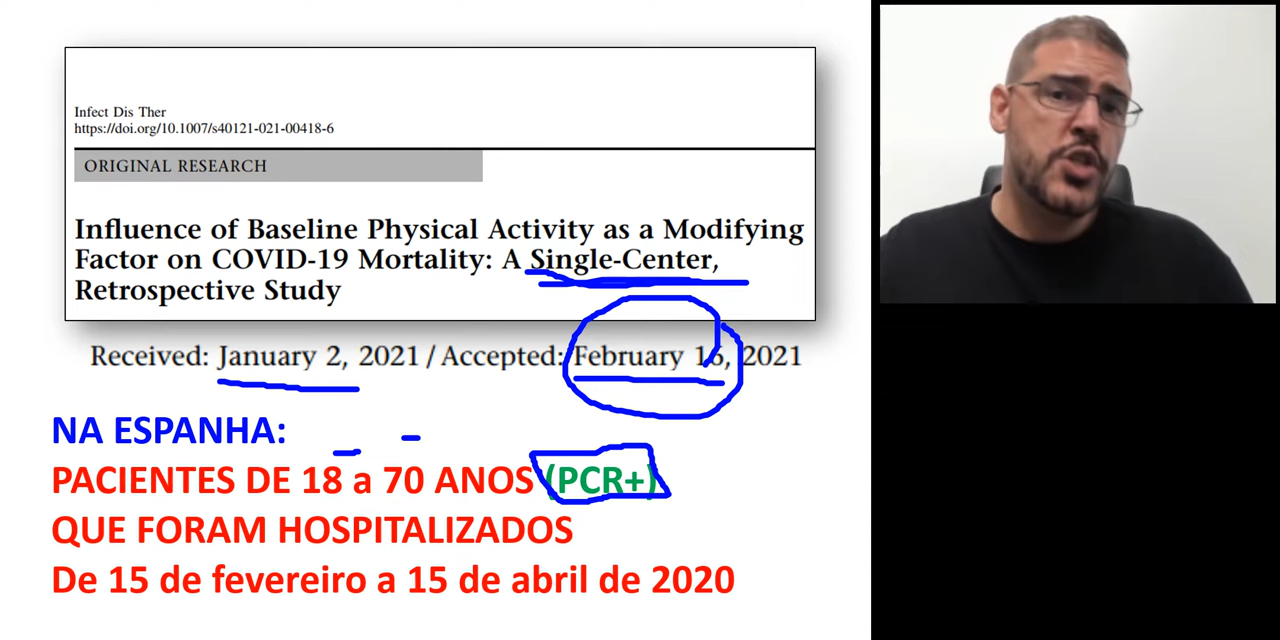 Infect Dis Ther
https://doi.org/10.1007/s40121-021-00418-6
ORIGINAL RESEARCH
Influence of Baseline Physical Activity as a Modifying
Factor on COVID-19 Mortality: A Single-Center,
Retrospective Study
Received: January 2, 2021 / Accepted: February 16, 2021
NA ESPANHA:
PACIENTES DE 18 a 70 ANOS (PCR+)
QUE FORAM HOSPITALIZADOS
De 15 de fevereiro a 15 de abril de 2020